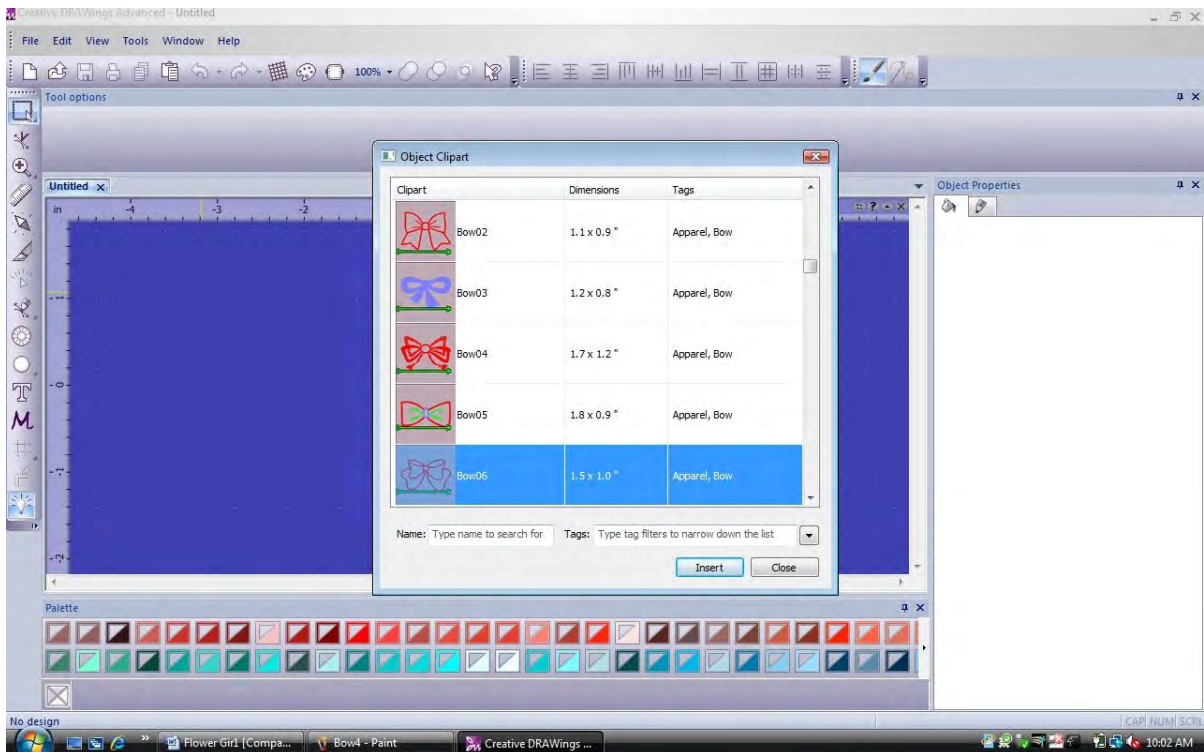 Creative DRAWings Advanced - Untitled
File Edit View Tools Window Help
100%
Tool options
Object Clipart
Untitled x
Object Properties
in -4 -3 -2
Clipart Dimensions Tags
Bow02 1.1 x 0.9 " Apparel, Bow
Bow03 1.2 x 0.8 " Apparel, Bow
-1
Bow04 1.7 x 1.2 " Apparel, Bow
0
Bow05 1.8 x 0.9 " Apparel, Bow
Bow06 1.5 x 1.0 " Apparel, Bow
-1
Name: Type name to search for Tags: Type tag filters to narrow down the list
-2
Insert Close
Palette
No design CAP NUM SCRL
Flower Girl [Compa... Bow4 - Paint Creative DRAWings ... 10:02 AM